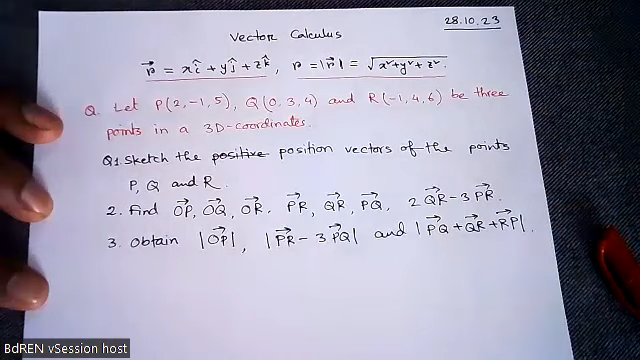 28.10.23
Vector Calculus
r⃗ = xî + yĵ + zk̂, r = |r⃗| = √x²+y²+z².
Q. Let P(2,-1,5), Q(0,3,4) and R(-1,4,6) be three
points in a 3D-coordinates.
Q1. Sketch the positive position vectors of the points
P, Q and R.
2. Find OP⃗, OQ⃗, OR⃗. PR⃗, QR⃗, PQ⃗, 2QR⃗ - 3PR⃗.
3. Obtain |OP⃗|, |PR⃗ - 3PQ⃗| and |PQ⃗ + QR⃗ + RP⃗|.
BdREN vSession host